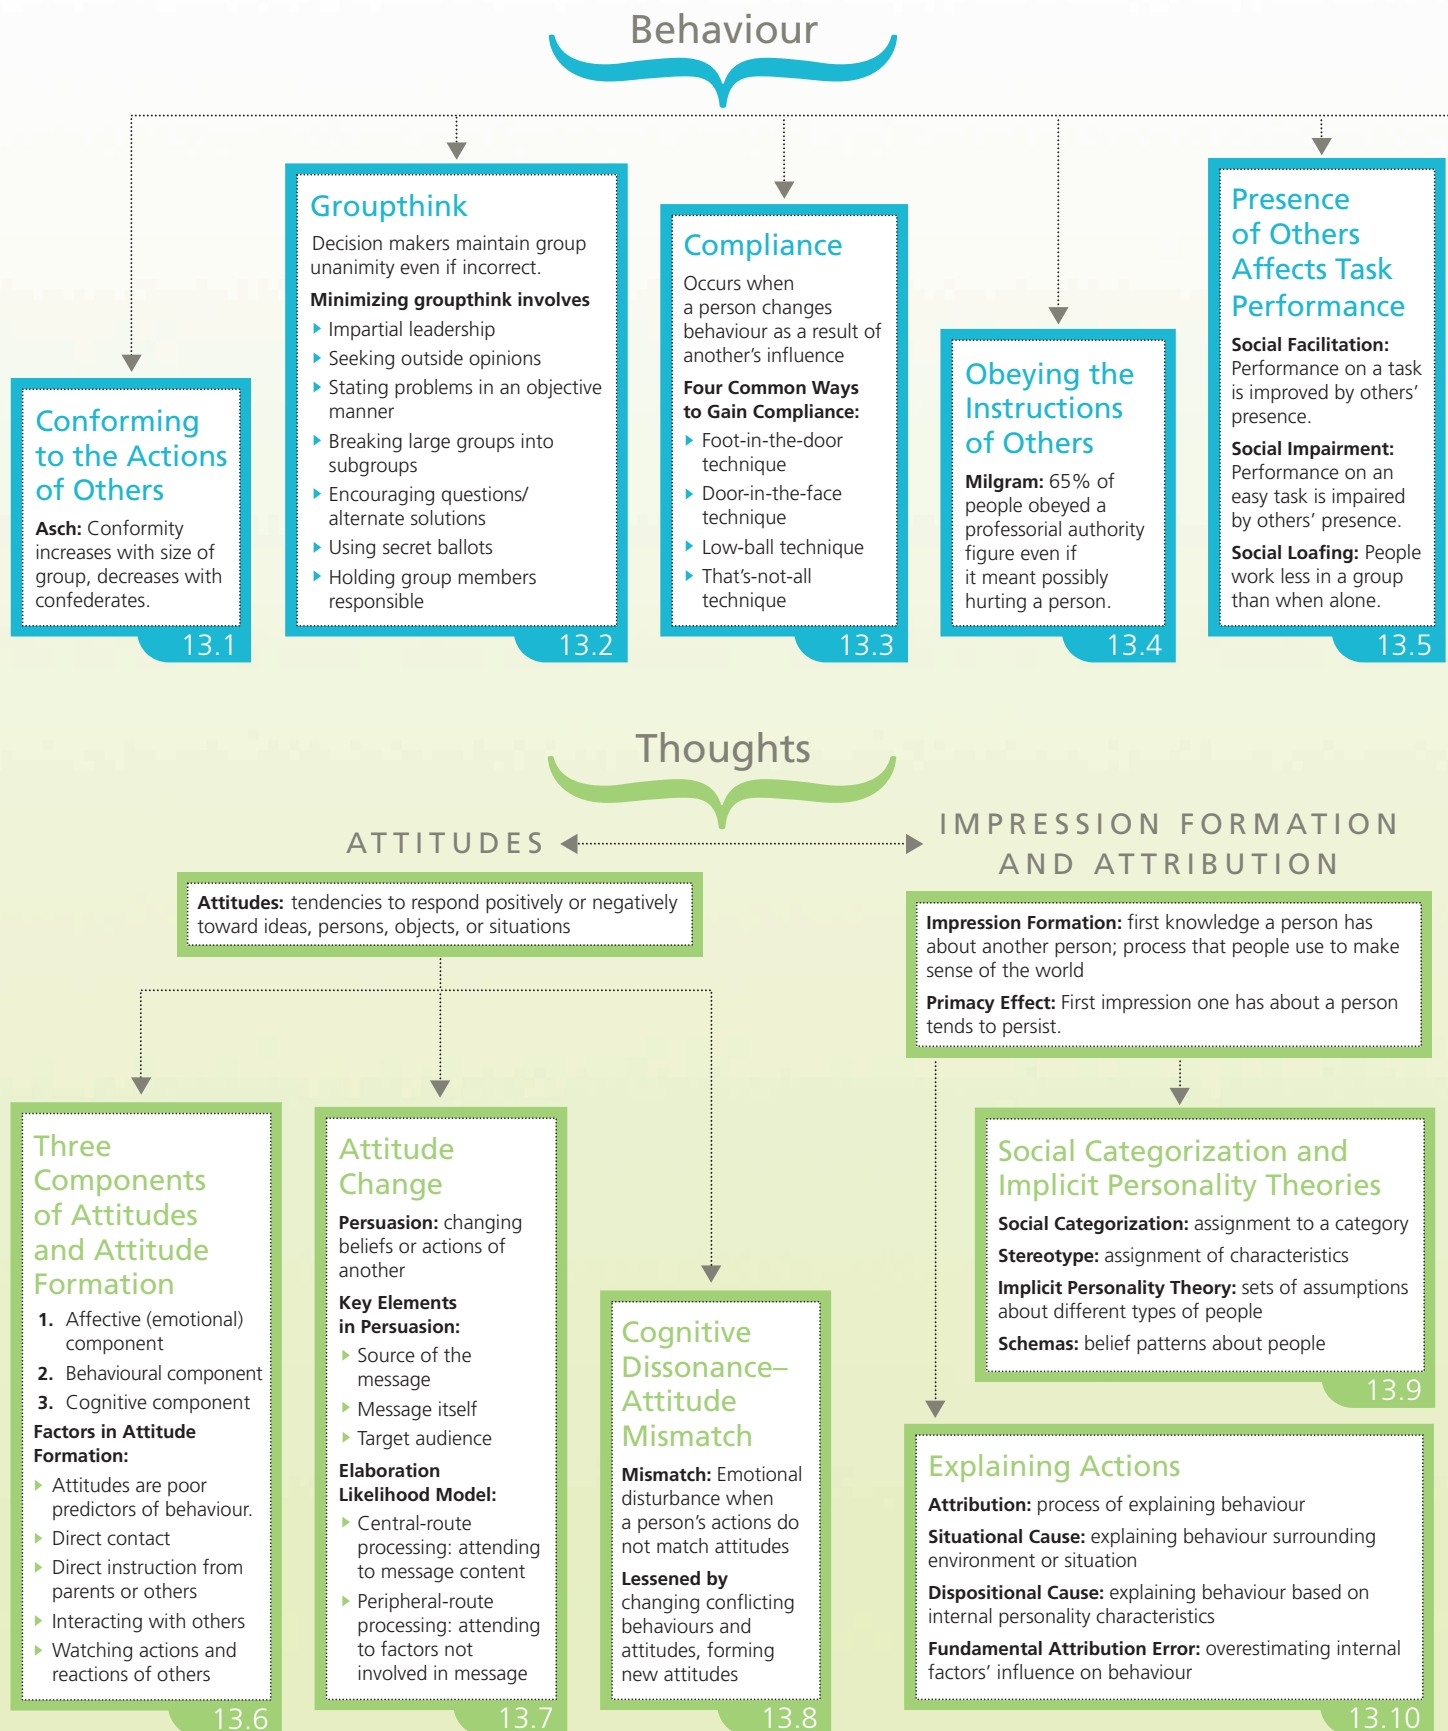 Behaviour
Conforming
to the Actions
of Others
Asch: Conformity
increases with size of
group, decreases with
confederates.
13.1
Groupthink
Decision makers maintain group
unanimity even if incorrect.
Minimizing groupthink involves
Impartial leadership
Seeking outside opinions
Stating problems in an objective
manner
Breaking large groups into
subgroups
Encouraging questions/
alternate solutions
Using secret ballots
Holding group members
responsible
13.2
Compliance
Occurs when
a person changes
behaviour as a result of
another's influence
Four Common Ways
to Gain Compliance:
Foot-in-the-door
technique
Door-in-the-face
technique
Low-ball technique
That's-not-all
technique
13.3
Obeying the
Instructions
of Others
Milgram: 65% of
people obeyed a
professorial authority
figure even if
it meant possibly
hurting a person.
13.4
Presence
of Others
Affects Task
Performance
Social Facilitation:
Performance on a task
is improved by others'
presence.
Social Impairment:
Performance on an
easy task is impaired
by others' presence.
Social Loafing: People
work less in a group
than when alone.
13.5
Thoughts
ATTITUDES
Attitudes: tendencies to respond positively or negatively
toward ideas, persons, objects, or situations
IMPRESSION FORMATION
AND ATTRIBUTION
Impression Formation: first knowledge a person has
about another person; process that people use to make
sense of the world
Primacy Effect: First impression one has about a person
tends to persist.
Three
Components
of Attitudes
and Attitude
Formation
1. Affective (emotional)
component
2. Behavioural component
3. Cognitive component
Factors in Attitude
Formation:
Attitudes are poor
predictors of behaviour.
Direct contact
Direct instruction from
parents or others
Interacting with others
Watching actions and
reactions of others
13.6
Attitude
Change
Persuasion: changing
beliefs or actions of
another
Key Elements
in Persuasion:
Source of the
message
Message itself
Target audience
Elaboration
Likelihood Model:
Central-route
processing: attending
to message content
Peripheral-route
processing: attending
to factors not
involved in message
13.7
Cognitive
Dissonance–
Attitude
Mismatch
Mismatch: Emotional
disturbance when
a person's actions do
not match attitudes
Lessened by
changing conflicting
behaviours and
attitudes, forming
new attitudes
13.8
Social Categorization and
Implicit Personality Theories
Social Categorization: assignment to a category
Stereotype: assignment of characteristics
Implicit Personality Theory: sets of assumptions
about different types of people
Schemas: belief patterns about people
13.9
Explaining Actions
Attribution: process of explaining behaviour
Situational Cause: explaining behaviour surrounding
environment or situation
Dispositional Cause: explaining behaviour based on
internal personality characteristics
Fundamental Attribution Error: overestimating internal
factors' influence on behaviour
13.10